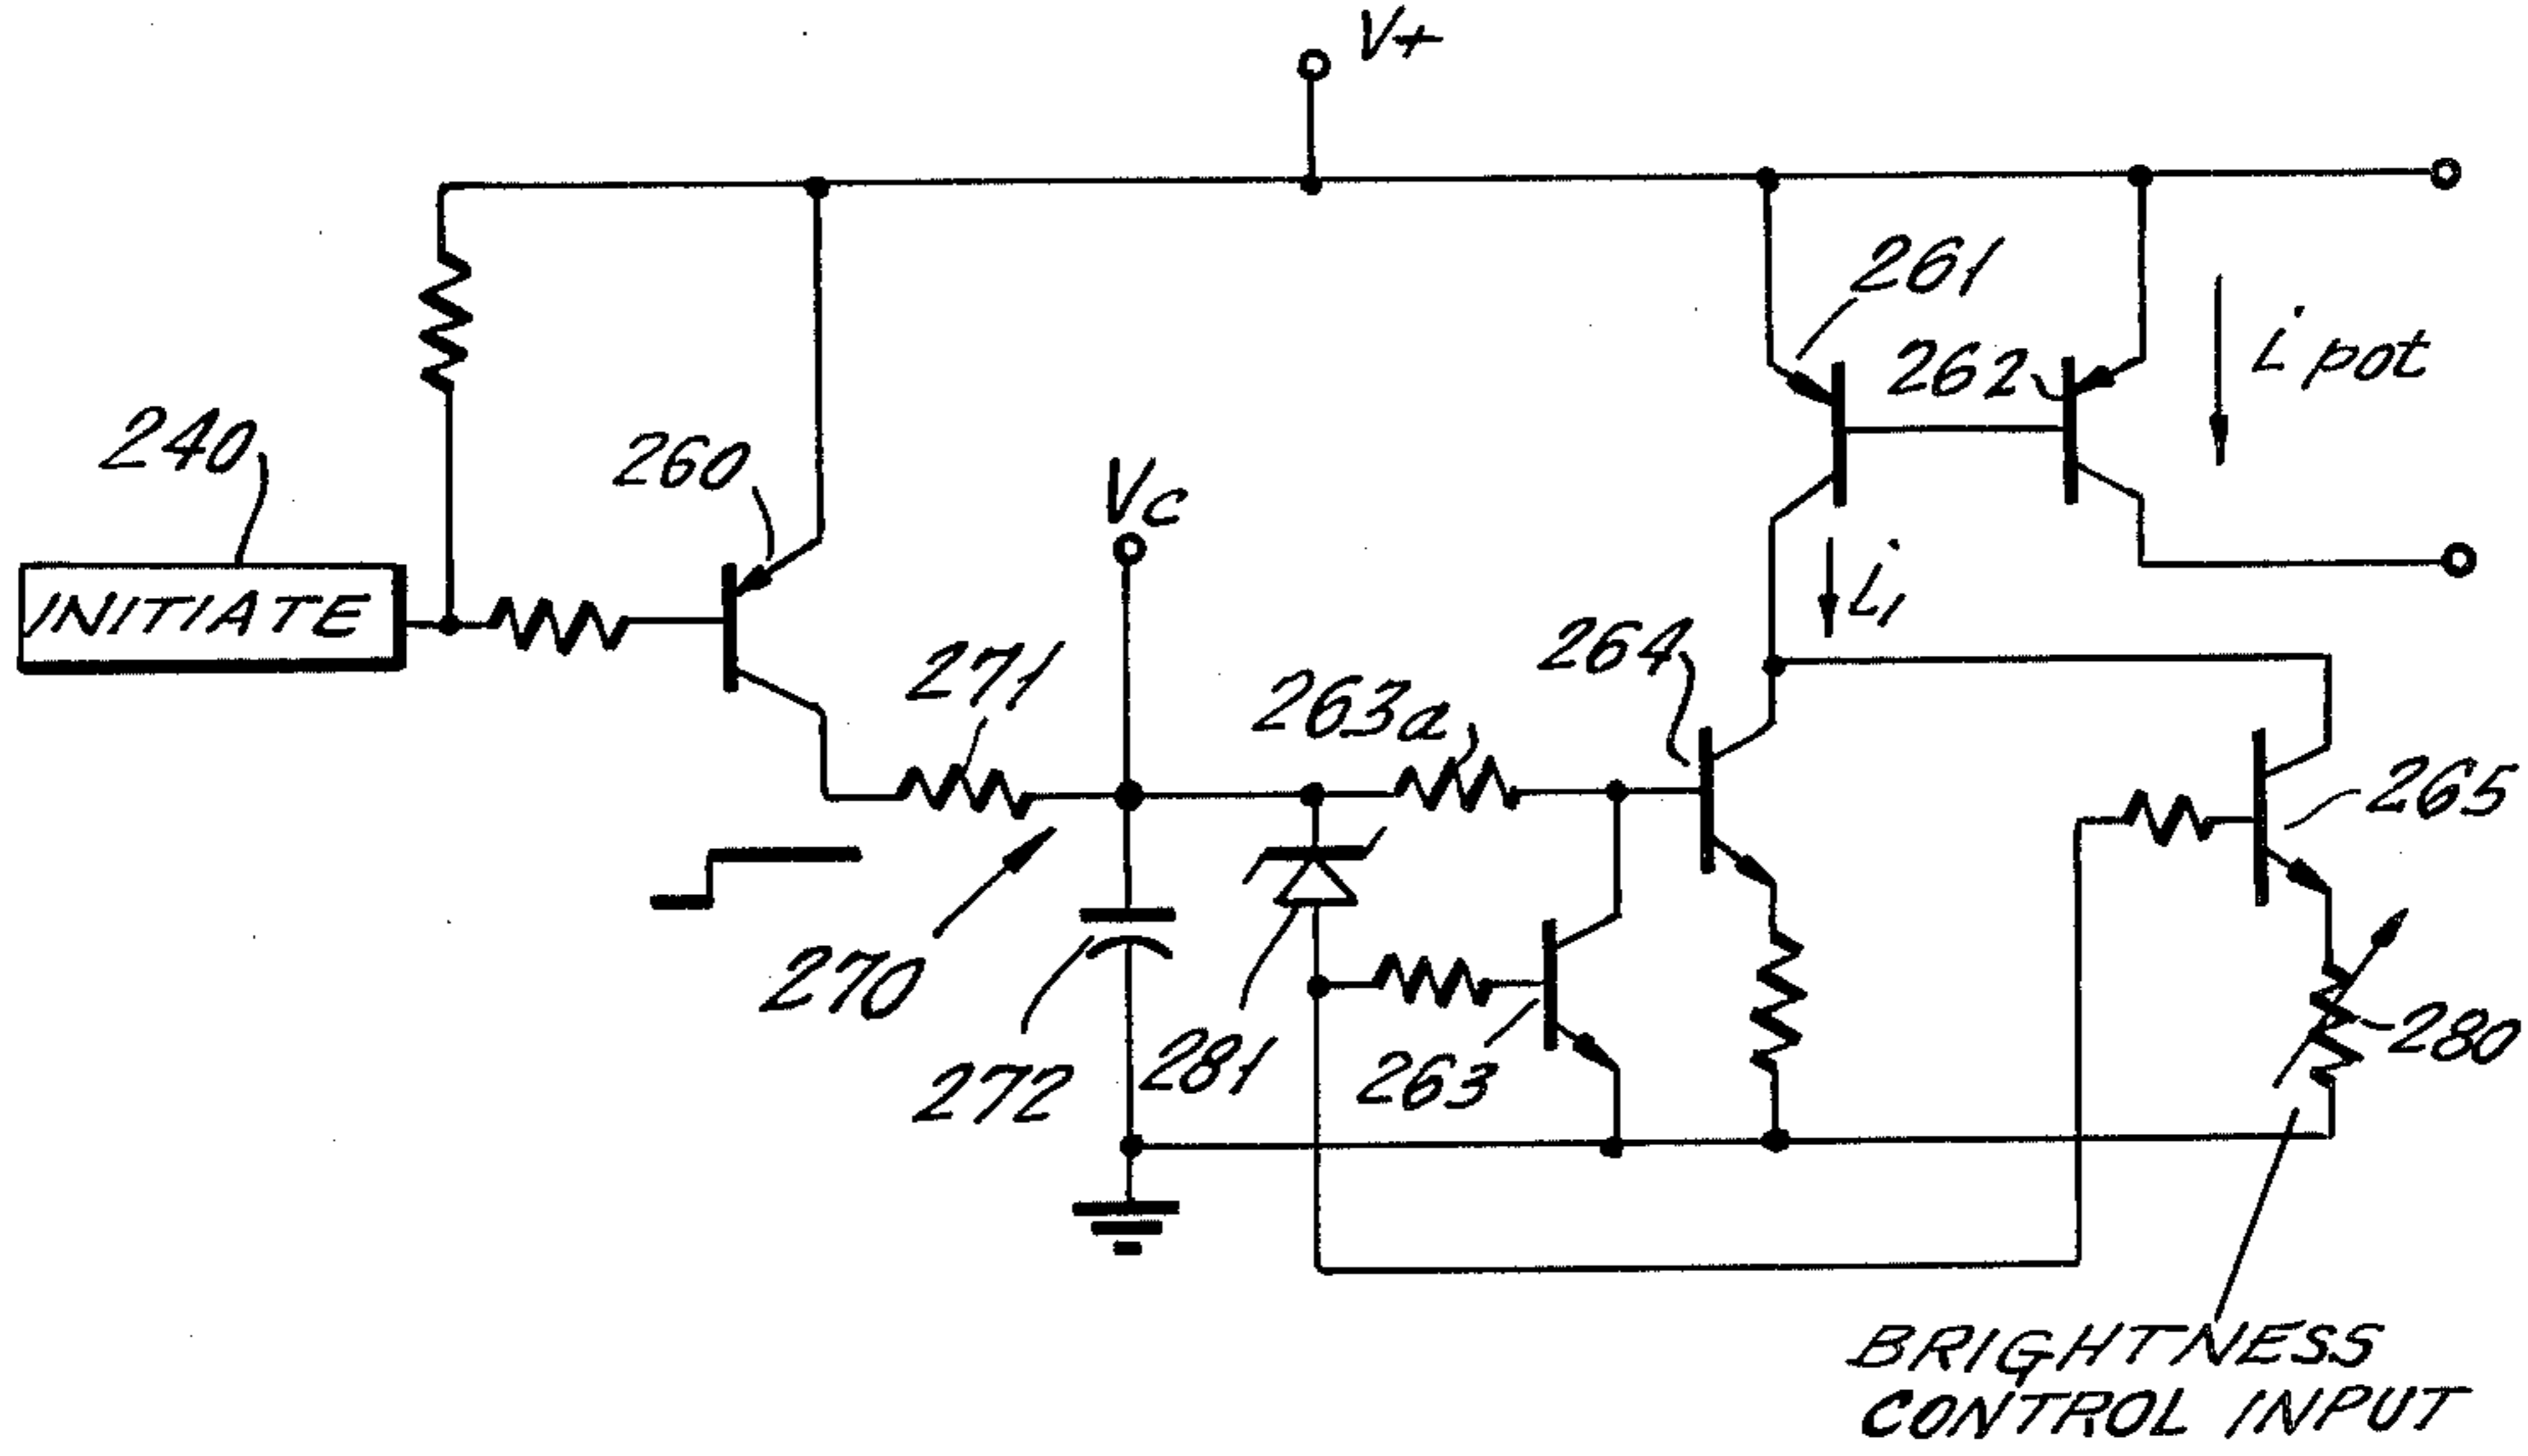 V+
261
262
i pot
240
260
Vc
INITIATE
i1
264
271
263a
265
270
272
281
263
280
BRIGHTNESS
CONTROL INPUT